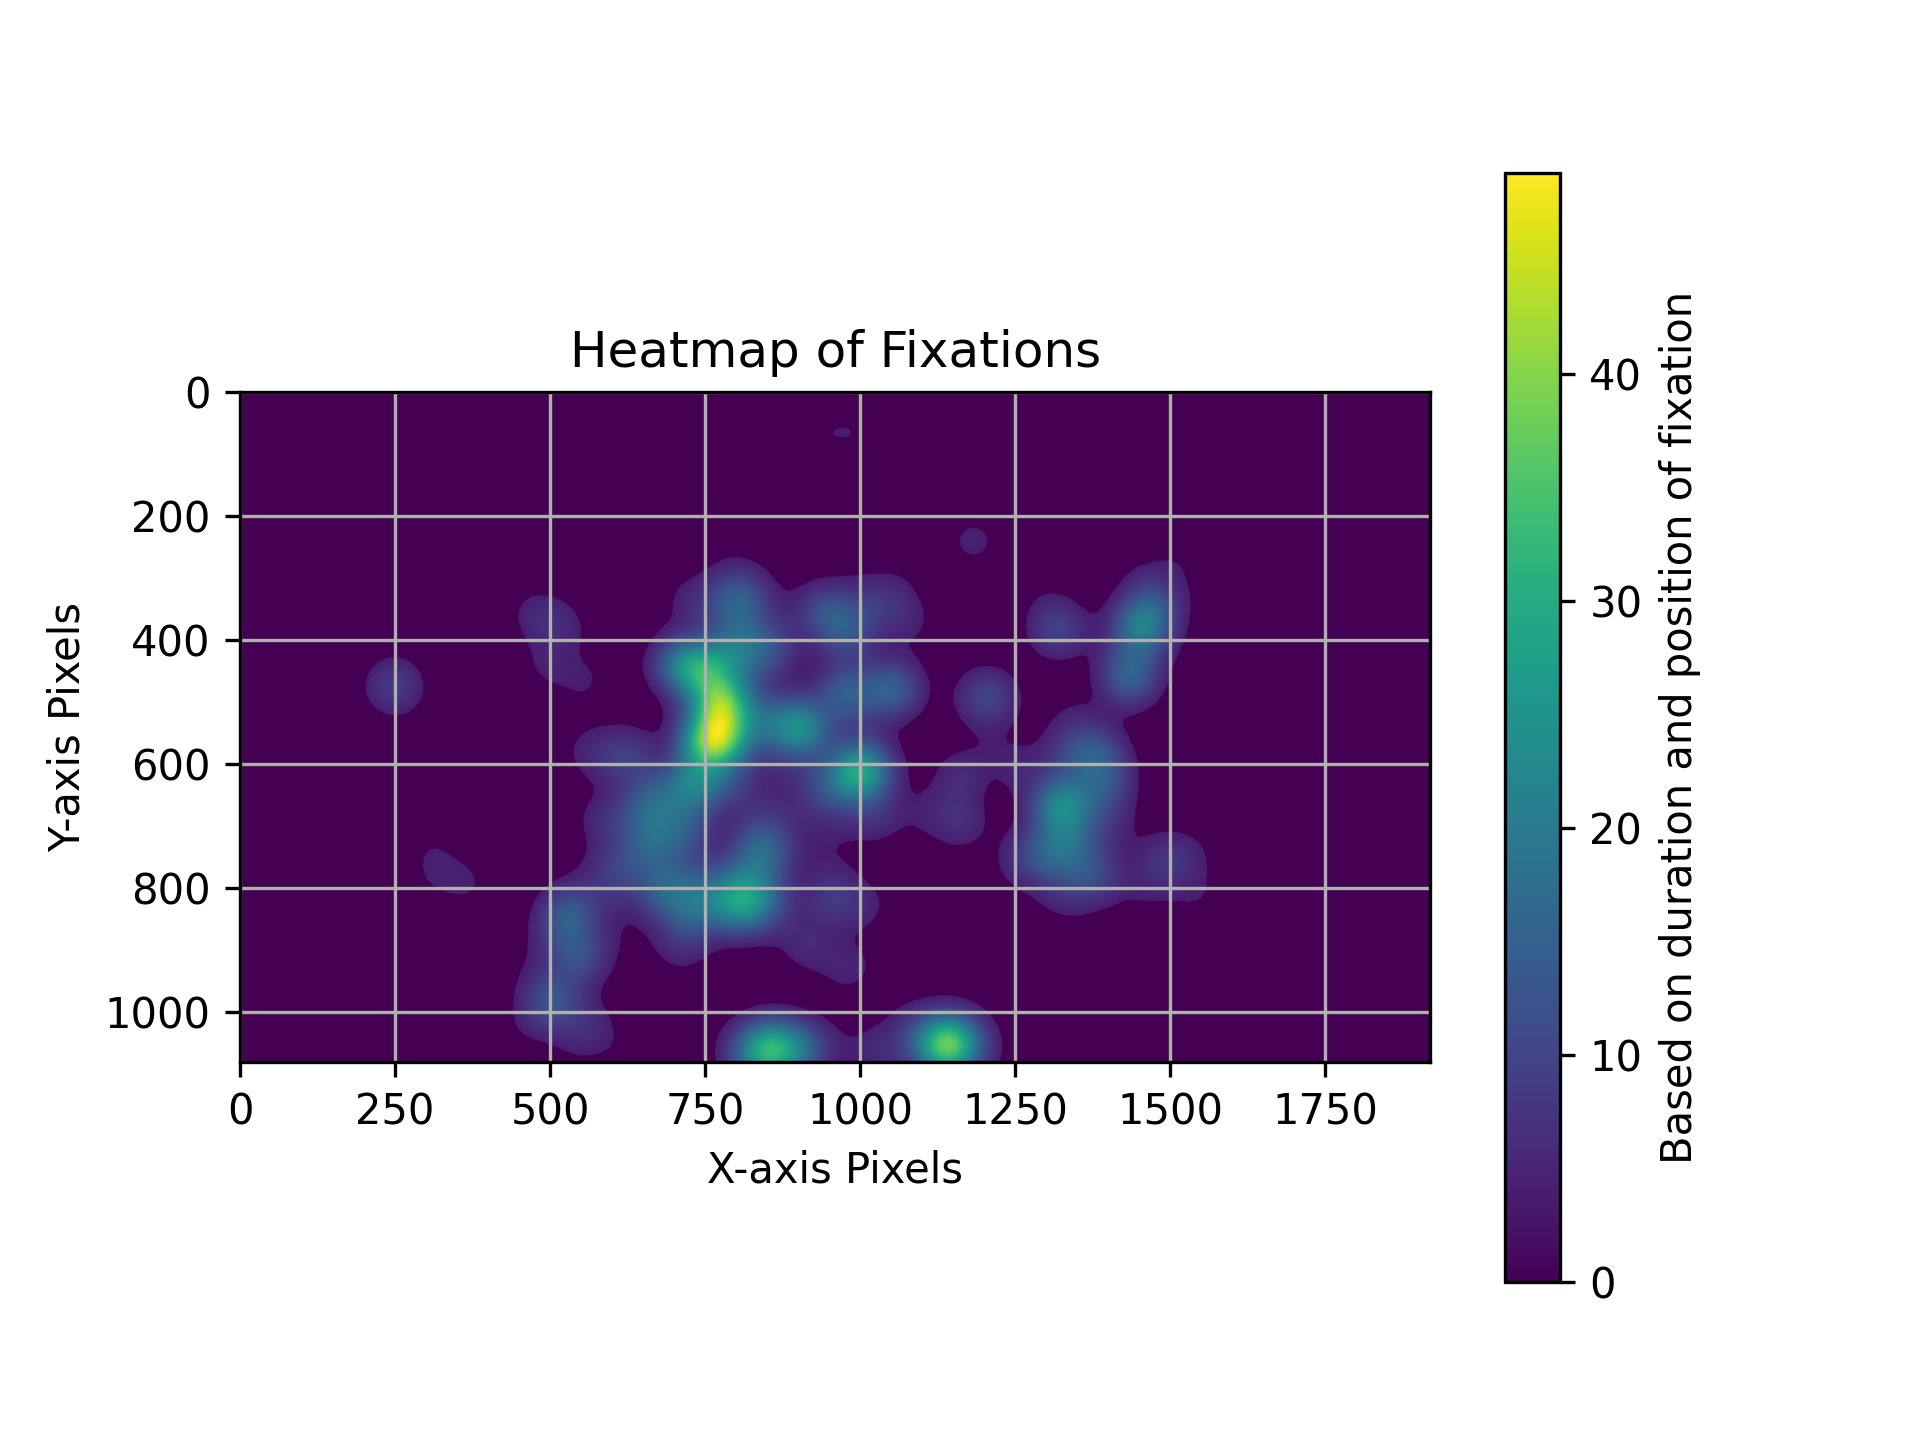 Heatmap of Fixations
0
200
400
600
800
1000
Y-axis Pixels
0 250 500 750 1000 1250 1500 1750
X-axis Pixels
40
30
20
10
0
Based on duration and position of fixation